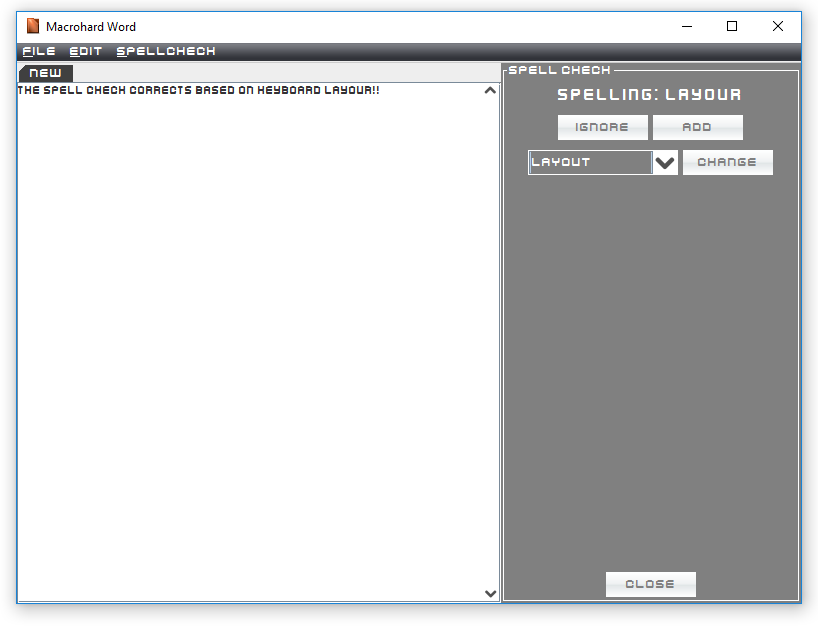 Macrohard Word
FILE EDIT SPELLCHECK
NEW
THE SPELL CHECK CORRECTS BASED ON KEYBOARD LAYOUR!!
SPELL CHECK
SPELLING: LAYOUR
IGNORE ADD
LAYOUT CHANGE
CLOSE